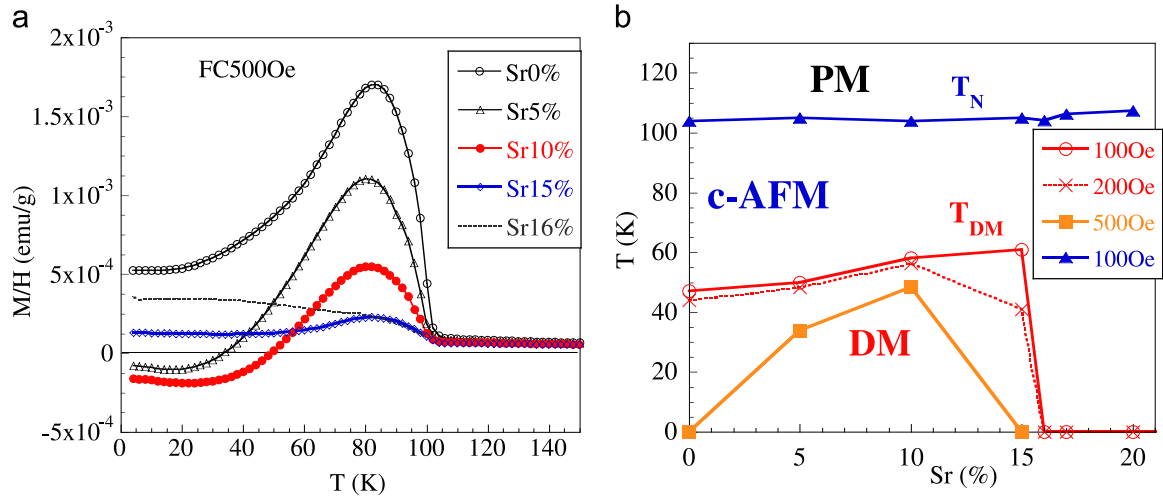 a
2x10⁻³
1.5x10⁻³
1x10⁻³
5x10⁻⁴
0
-5x10⁻⁴
M/H (emu/g)
0 20 40 60 80 100 120 140
T (K)
FC500Oe
Sr0%
Sr5%
Sr10%
Sr15%
Sr16%
b
120
100
80
60
40
20
0
T (K)
0 5 10 15 20
Sr (%)
PM
T_N
c-AFM
T_DM
DM
100Oe
200Oe
500Oe
100Oe